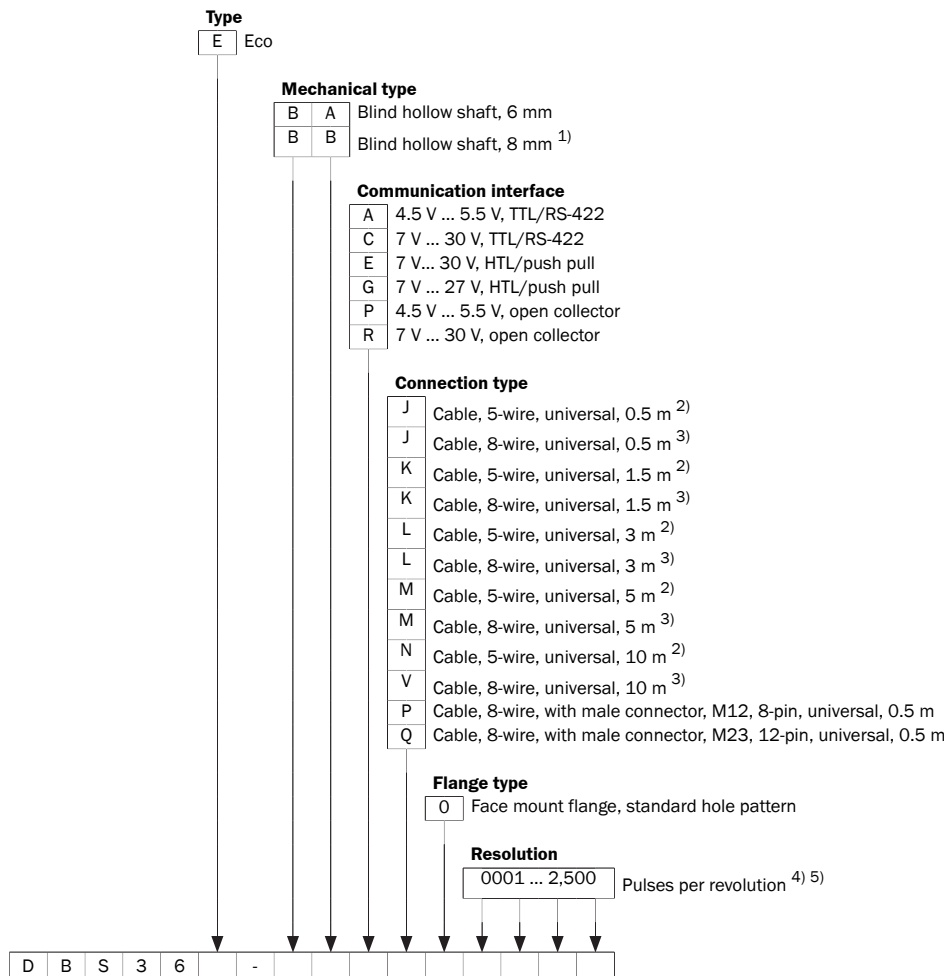 Type
E Eco
Mechanical type
B A Blind hollow shaft, 6 mm
B B Blind hollow shaft, 8 mm 1)
Communication interface
A 4.5 V ... 5.5 V, TTL/RS-422
C 7 V ... 30 V, TTL/RS-422
E 7 V... 30 V, HTL/push pull
G 7 V ... 27 V, HTL/push pull
P 4.5 V ... 5.5 V, open collector
R 7 V ... 30 V, open collector
Connection type
J Cable, 5-wire, universal, 0.5 m 2)
J Cable, 8-wire, universal, 0.5 m 3)
K Cable, 5-wire, universal, 1.5 m 2)
K Cable, 8-wire, universal, 1.5 m 3)
L Cable, 5-wire, universal, 3 m 2)
L Cable, 8-wire, universal, 3 m 3)
M Cable, 5-wire, universal, 5 m 2)
M Cable, 8-wire, universal, 5 m 3)
N Cable, 5-wire, universal, 10 m 2)
V Cable, 8-wire, universal, 10 m 3)
P Cable, 8-wire, with male connector, M12, 8-pin, universal, 0.5 m
Q Cable, 8-wire, with male connector, M23, 12-pin, universal, 0.5 m
Flange type
0 Face mount flange, standard hole pattern
Resolution
0001 ... 2,500 Pulses per revolution 4) 5)
D B S 3 6 -